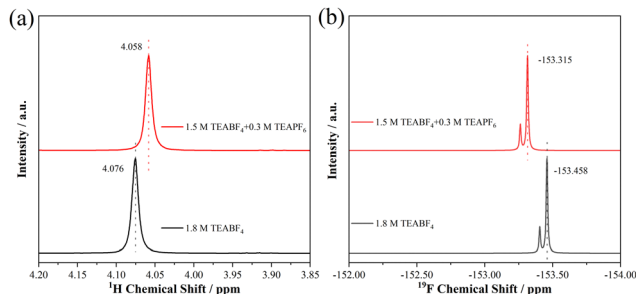 (a)
4.058
1.5 M TEABF₄+0.3 M TEAPF₆
4.076
1.8 M TEABF₄
Intensity / a.u.
4.20 4.15 4.10 4.05 4.00 3.95 3.90 3.85
¹H Chemical Shift / ppm
(b)
-153.315
1.5 M TEABF₄+0.3 M TEAPF₆
-153.458
1.8 M TEABF₄
Intensity / a.u.
-152.00 -152.50 -153.00 -153.50 -154.00
¹⁹F Chemical Shift / ppm